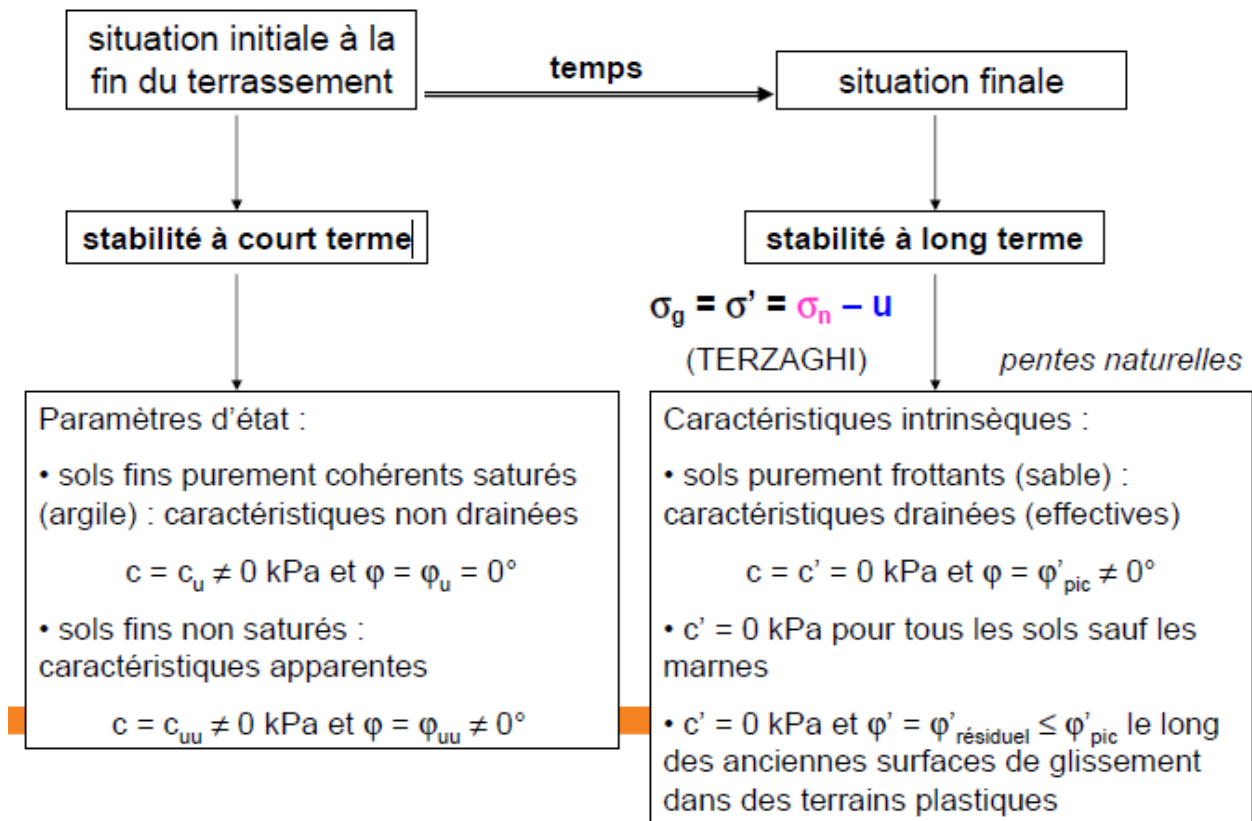 situation initiale à la
fin du terrassement
temps
situation finale
stabilité à court terme
stabilité à long terme
σg = σ’ = σn – u
(TERZAGHI)
pentes naturelles
Paramètres d’état :
• sols fins purement cohérents saturés
(argile) : caractéristiques non drainées
c = cu ≠ 0 kPa et φ = φu = 0°
• sols fins non saturés :
caractéristiques apparentes
c = cuu ≠ 0 kPa et φ = φuu ≠ 0°
Caractéristiques intrinsèques :
• sols purement frottants (sable) :
caractéristiques drainées (effectives)
c = c’ = 0 kPa et φ = φ’pic ≠ 0°
• c’ = 0 kPa pour tous les sols sauf les
marnes
• c’ = 0 kPa et φ’ = φ’résiduel ≤ φ’pic le long
des anciennes surfaces de glissement
dans des terrains plastiques